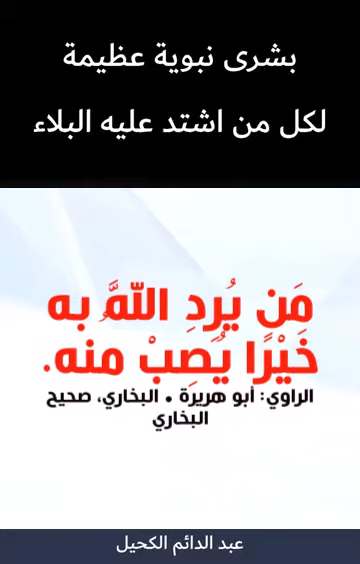 بشرى نبوية عظيمة
لكل من اشتد عليه البلاء
مَن يُرِدِ اللَّهُ به
خَيْرًا يُصِبْ منه.
الراوي: أبو هريرة • البخاري، صحيح
البخاري
عبد الدائم الكحيل